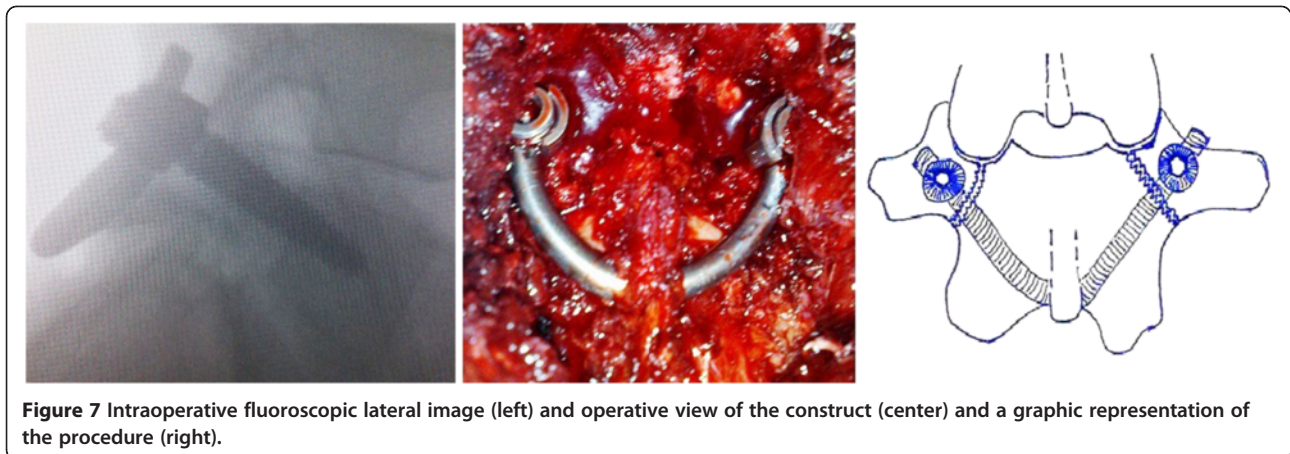 Figure 7 Intraoperative fluoroscopic lateral image (left) and operative view of the construct (center) and a graphic representation of
the procedure (right).